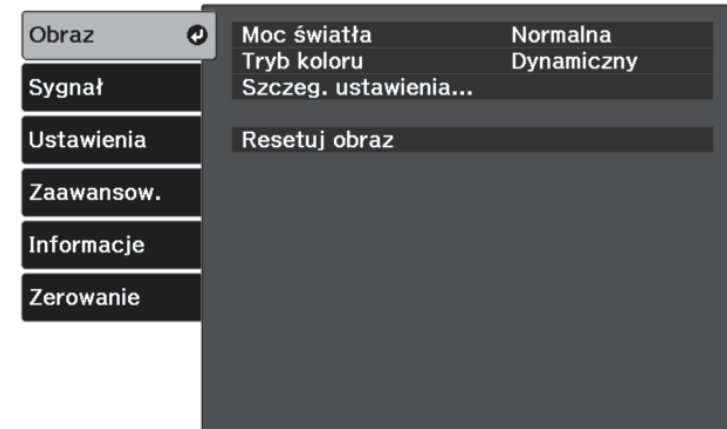 Obraz
Sygnał
Ustawienia
Zaawansow.
Informacje
Zerowanie
Moc światła Normalna
Tryb koloru Dynamiczny
Szczeg. ustawienia...
Resetuj obraz